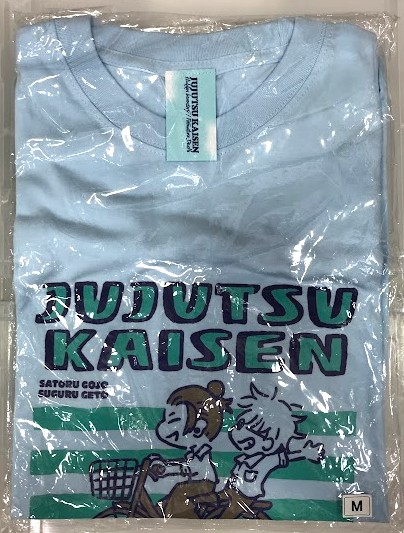 JUJUTSU KAISEN
JUJUTSU
KAISEN
SATORU GOJO
SUGURU GETO
M